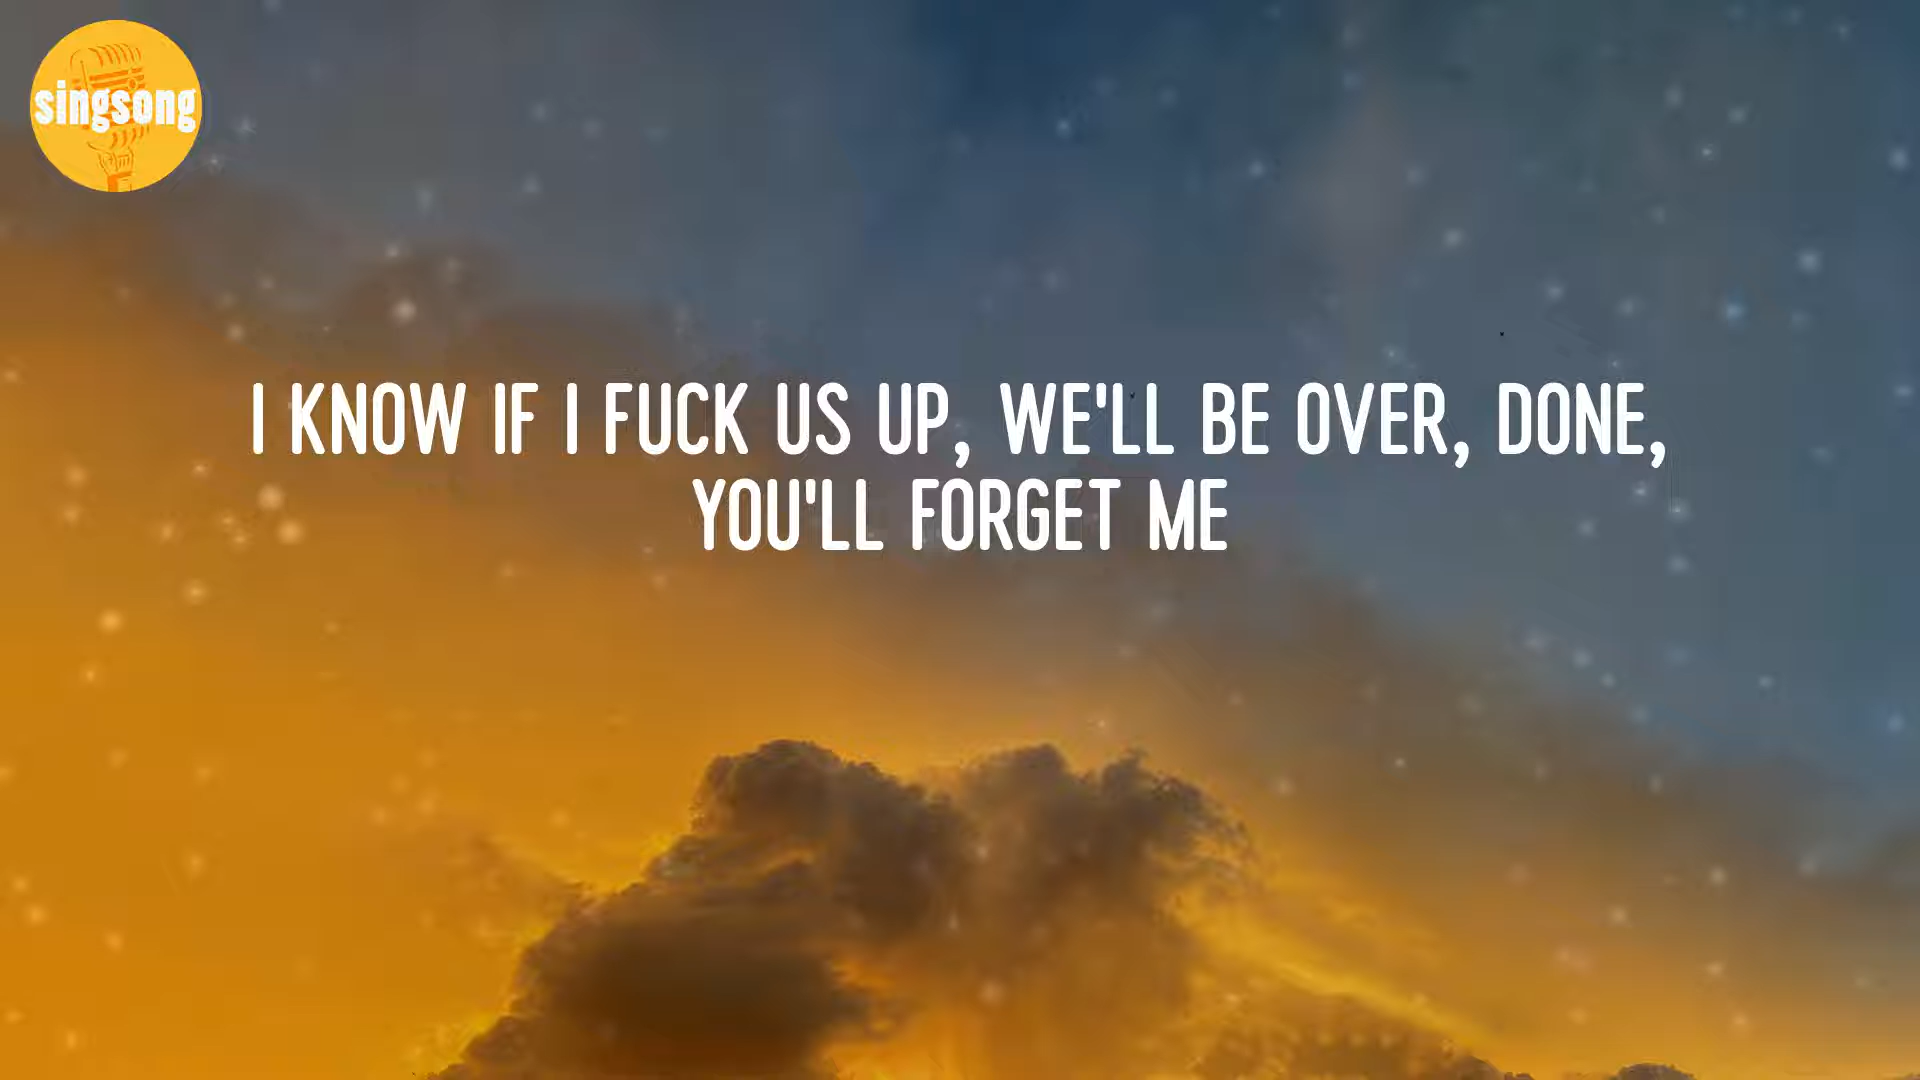 singsong
I KNOW IF I FUCK US UP, WE'LL BE OVER, DONE,
YOU'LL FORGET ME